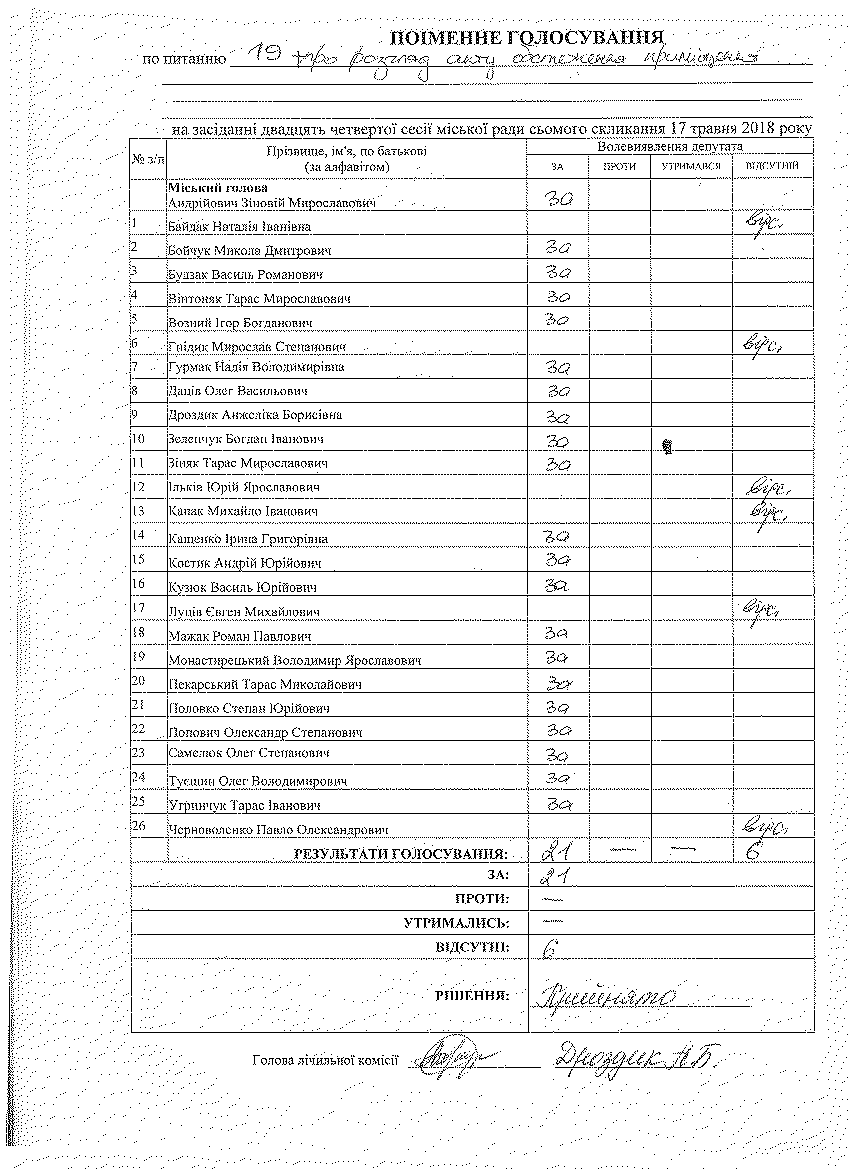 ПОІМЕННЕ ГОЛОСУВАННЯ
по питанню 19 про розгляд акту обстеження приміщення
на засіданні двадцять четвертої сесії міської ради сьомого скликання 17 травня 2018 року
№ з/п Прізвище, ім'я, по батькові (за алфавітом) Волевиявлення депутата
ЗА ПРОТИ УТРИМАВСЯ ВІДСУТНІЙ
Міський голова
Андрійович Зіновій Мирославович за
1 Байдак Наталія Іванівна відс.
2 Бойчук Микола Дмитрович за
3 Будзак Василь Романович за
4 Вінтоняк Тарас Мирославович за
5 Возний Ігор Богданович за
6 Гнідик Мирослав Степанович відс.
7 Гурмак Надія Володимирівна за
8 Даців Олег Васильович за
9 Дроздик Анжеліка Борисівна за
10 Зеленчук Богдан Іванович за
11 Зіняк Тарас Мирославович за
12 Ільків Юрій Ярославович відс.
13 Капак Михайло Іванович відс.
14 Кащенко Ірина Григорівна за
15 Костик Андрій Юрійович за
16 Кузюк Василь Юрійович за
17 Луців Євген Михайлович відс.
18 Мажак Роман Павлович за
19 Монастирецький Володимир Ярославович за
20 Пекарський Тарас Миколайович за
21 Половко Степан Юрійович за
22 Попович Олександр Степанович за
23 Самелюк Олег Степанович за
24 Туєшин Олег Володимирович за
25 Угринчук Тарас Іванович за
26 Черноволенко Павло Олександрович відс.
РЕЗУЛЬТАТИ ГОЛОСУВАННЯ: 21 — — 6
ЗА: 21
ПРОТИ: —
УТРИМАЛИСЬ: —
ВІДСУТНІ: 6
РІШЕННЯ: Прийнято
Голова лічильної комісії Дроздик А.Б.